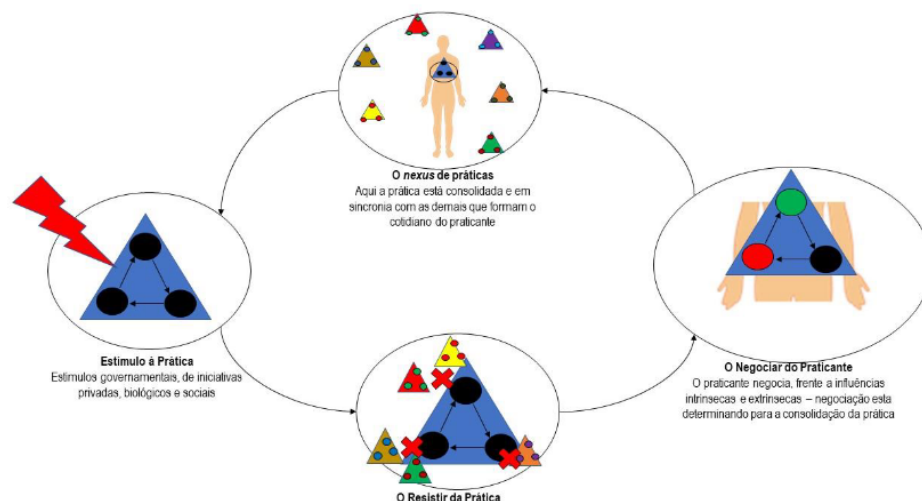 O nexus de práticas
Aqui a prática está consolidada e em
sincronia com as demais que formam o
cotidiano do praticante
Estímulo à Prática
Estímulos governamentais, de iniciativas
privadas, biológicos e sociais
O Negociar do Praticante
O praticante negocia, frente a influências
intrínsecas e extrínsecas – negociação esta
determinando para a consolidação da prática
O Resistir da Prática